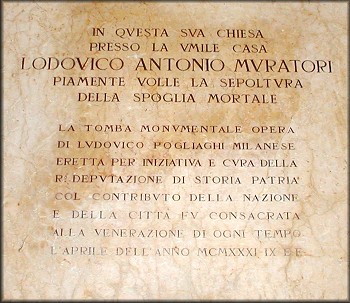 IN QVESTA SVA CHIESA
PRESSO LA VMILE CASA
LODOVICO ANTONIO MVRATORI
PIAMENTE VOLLE LA SEPOLTVRA
DELLA SPOGLIA MORTALE
LA TOMBA MONVMENTALE OPERA
DI LVDOVICO POGLIAGHI MILANESE
ERETTA PER INIZIATIVA E CVRA DELLA
R. DEPVTAZIONE DI STORIA PATRIA
COL CONTRIBVTO DELLA NAZIONE
E DELLA CITTÀ FV CONSACRATA
ALLA VENERAZIONE DI OGNI TEMPO
L'APRILE DELL'ANNO MCMXXXI IX E F